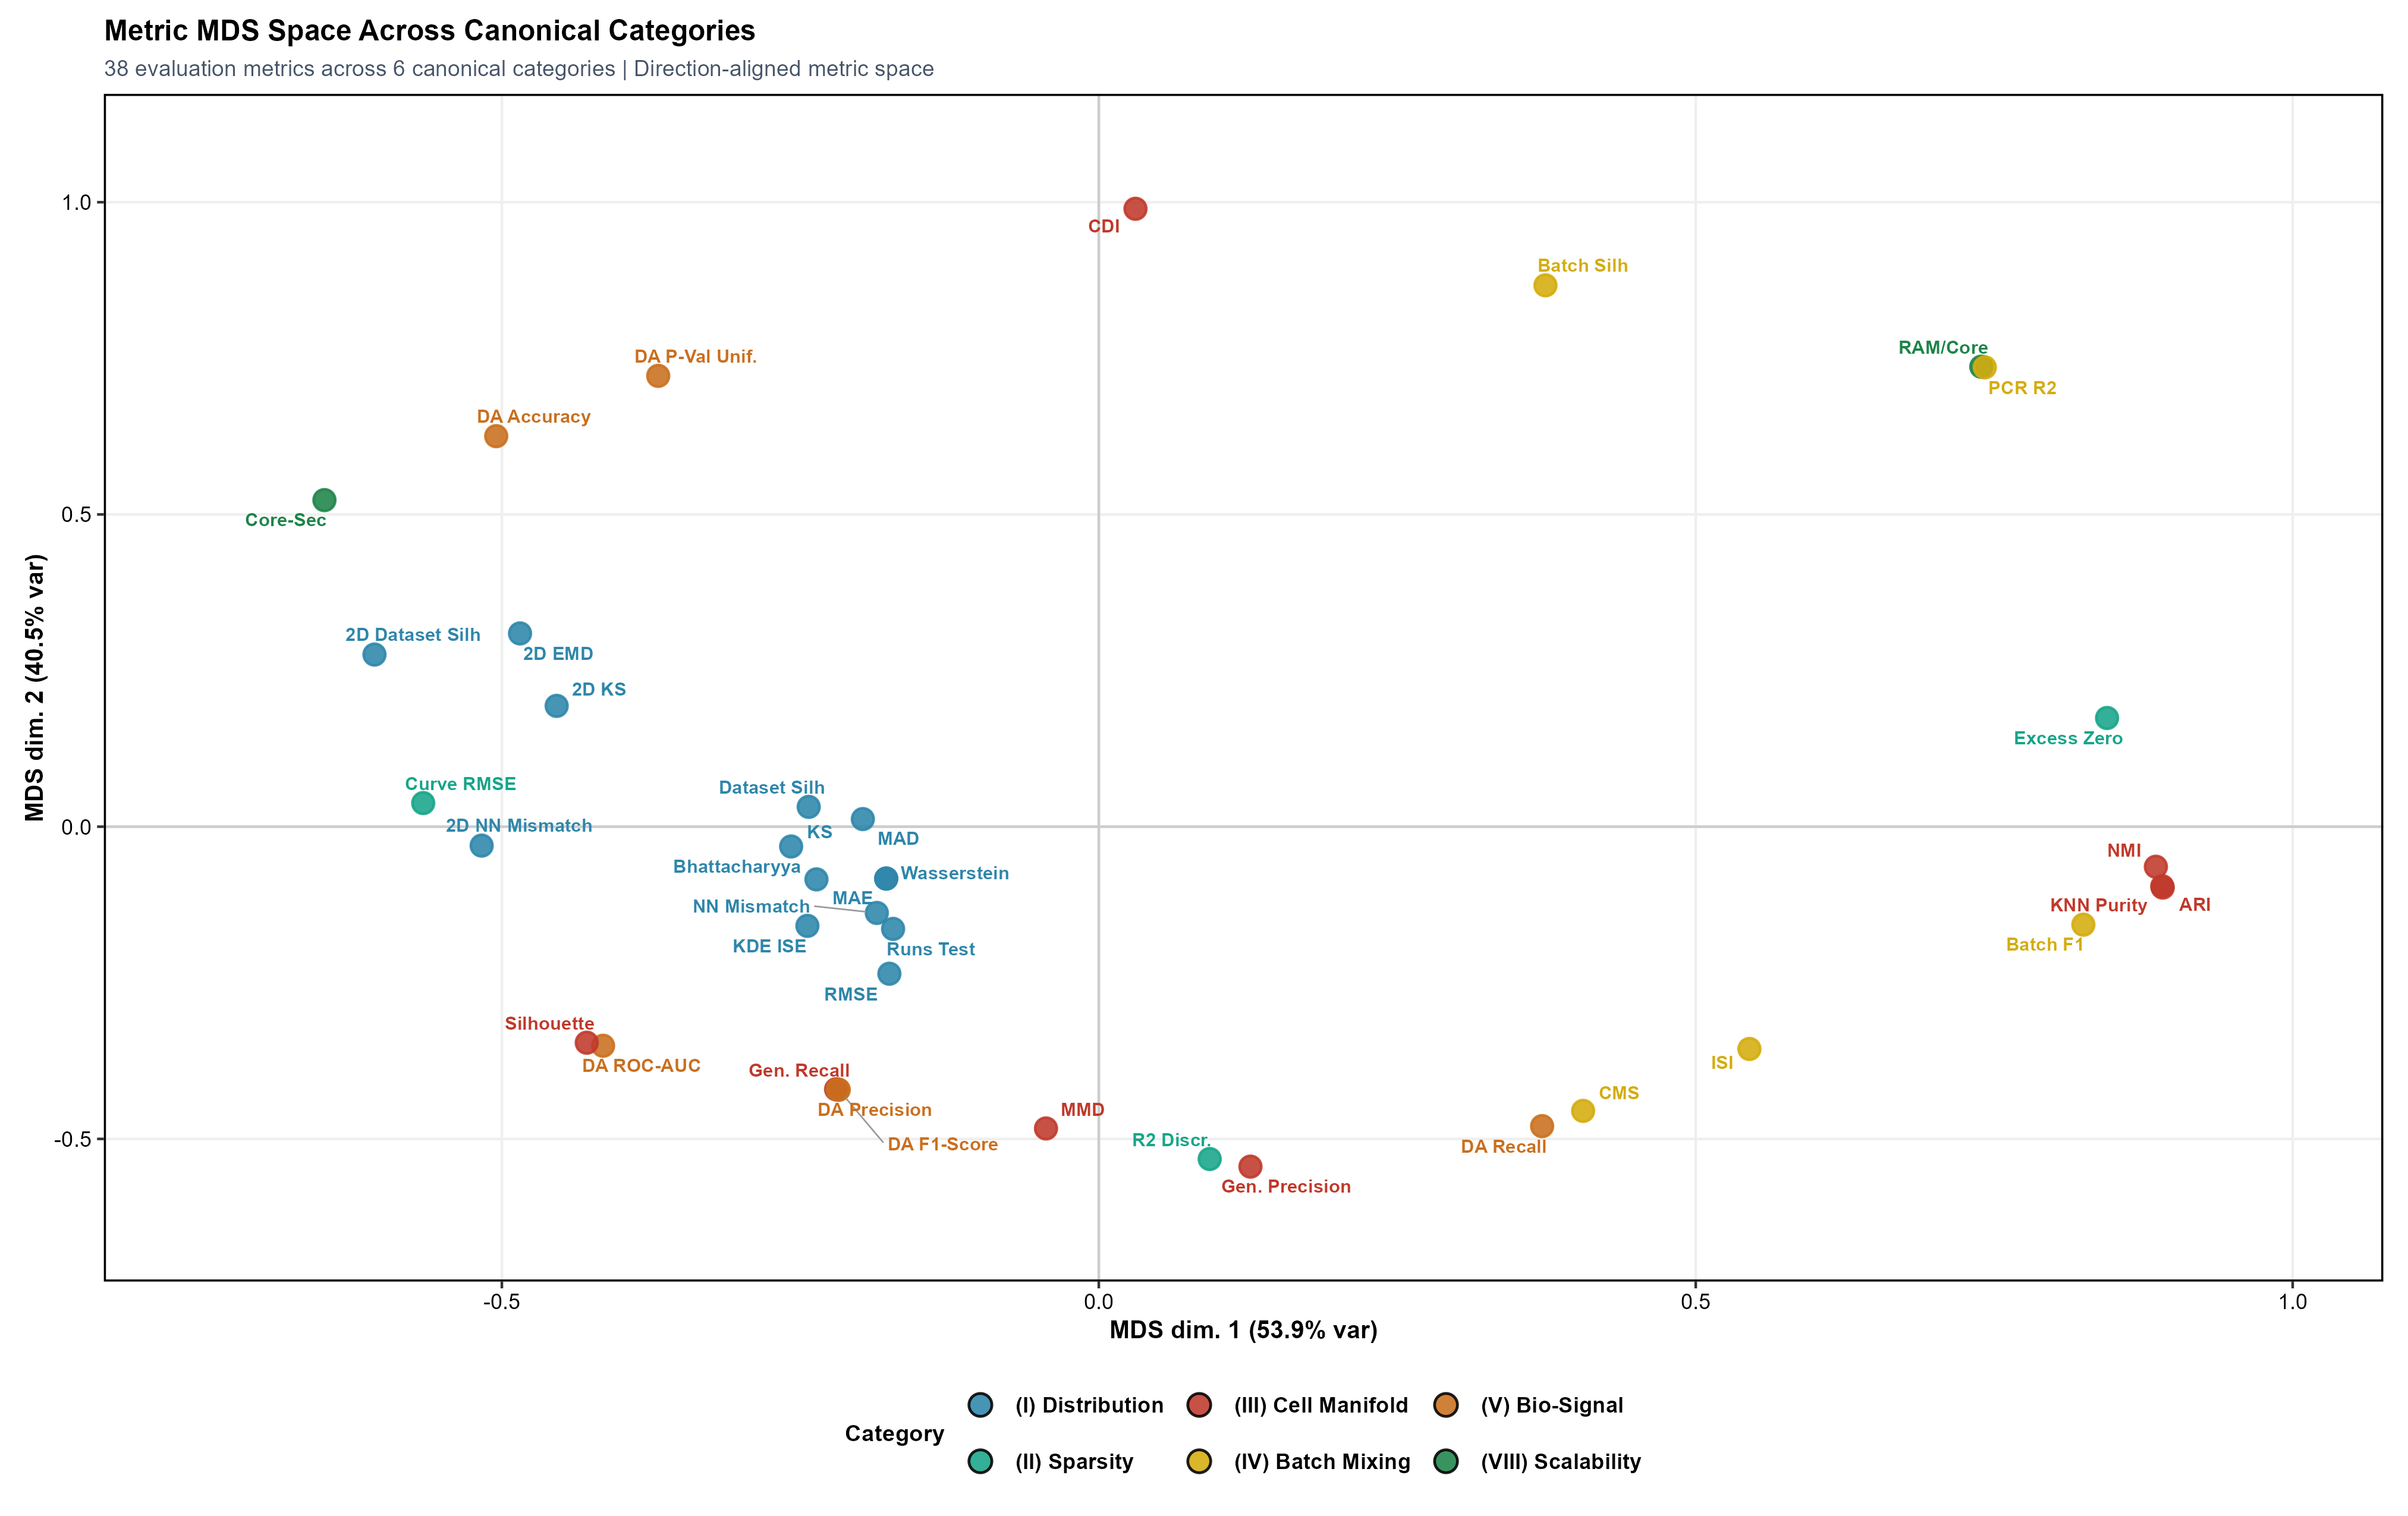 Metric MDS Space Across Canonical Categories
38 evaluation metrics across 6 canonical categories | Direction-aligned metric space
MDS dim. 2 (40.5% var)
1.0
0.5
0.0
-0.5
CDI
Batch Silh
RAM/Core
PCR R2
DA P-Val Unif.
DA Accuracy
Core-Sec
2D Dataset Silh
2D EMD
2D KS
Excess Zero
Curve RMSE
Dataset Silh
2D NN Mismatch
KS
MAD
Bhattacharyya
Wasserstein
MAE
NN Mismatch
KDE ISE
Runs Test
RMSE
NMI
KNN Purity
ARI
Batch F1
Silhouette
DA ROC-AUC
Gen. Recall
DA Precision
DA F1-Score
MMD
R2 Discr.
Gen. Precision
ISI
CMS
DA Recall
-0.5
0.0
0.5
1.0
MDS dim. 1 (53.9% var)
Category
(I) Distribution
(III) Cell Manifold
(V) Bio-Signal
(II) Sparsity
(IV) Batch Mixing
(VIII) Scalability